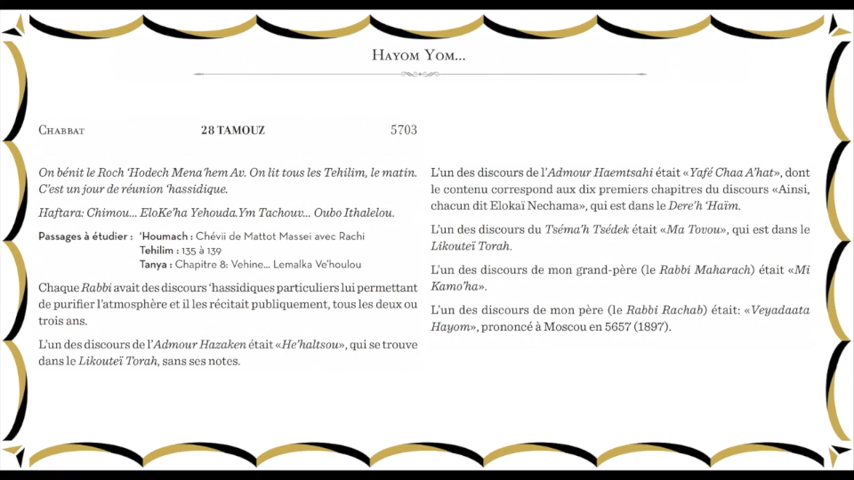 Hayom Yom...
Chabbat 28 TAMOUZ 5703
On bénit le Roch ‘Hodech Mena’hem Av. On lit tous les Tehilim, le matin.
C’est un jour de réunion ‘hassidique.
Haftara: Chimou... EloKe’ha Yehouda.Ym Tachouv... Oubo Ithalelou.
Passages à étudier : ‘Houmach : Chévii de Mattot Massei avec Rachi
Tehilim : 135 à 139
Tanya : Chapitre 8: Vehine... Lemalka Ve’houlou
Chaque Rabbi avait des discours ‘hassidiques particuliers lui permettant
de purifier l’atmosphère et il les récitait publiquement, tous les deux ou
trois ans.
L’un des discours de l’Admour Hazaken était «He’haltsou», qui se trouve
dans le Likouteï Torah, sans ses notes.
L’un des discours de l’Admour Haemtsahi était «Yafé Chaa A’hat», dont
le contenu correspond aux dix premiers chapitres du discours «Ainsi,
chacun dit Elokaï Nechama», qui est dans le Dere’h ‘Haïm.
L’un des discours du Tséma’h Tsédek était «Ma Tovou», qui est dans le
Likouteï Torah.
L’un des discours de mon grand-père (le Rabbi Maharach) était «Mi
Kamo’ha».
L’un des discours de mon père (le Rabbi Rachab) était: «Veyadaata
Hayom», prononcé à Moscou en 5657 (1897).